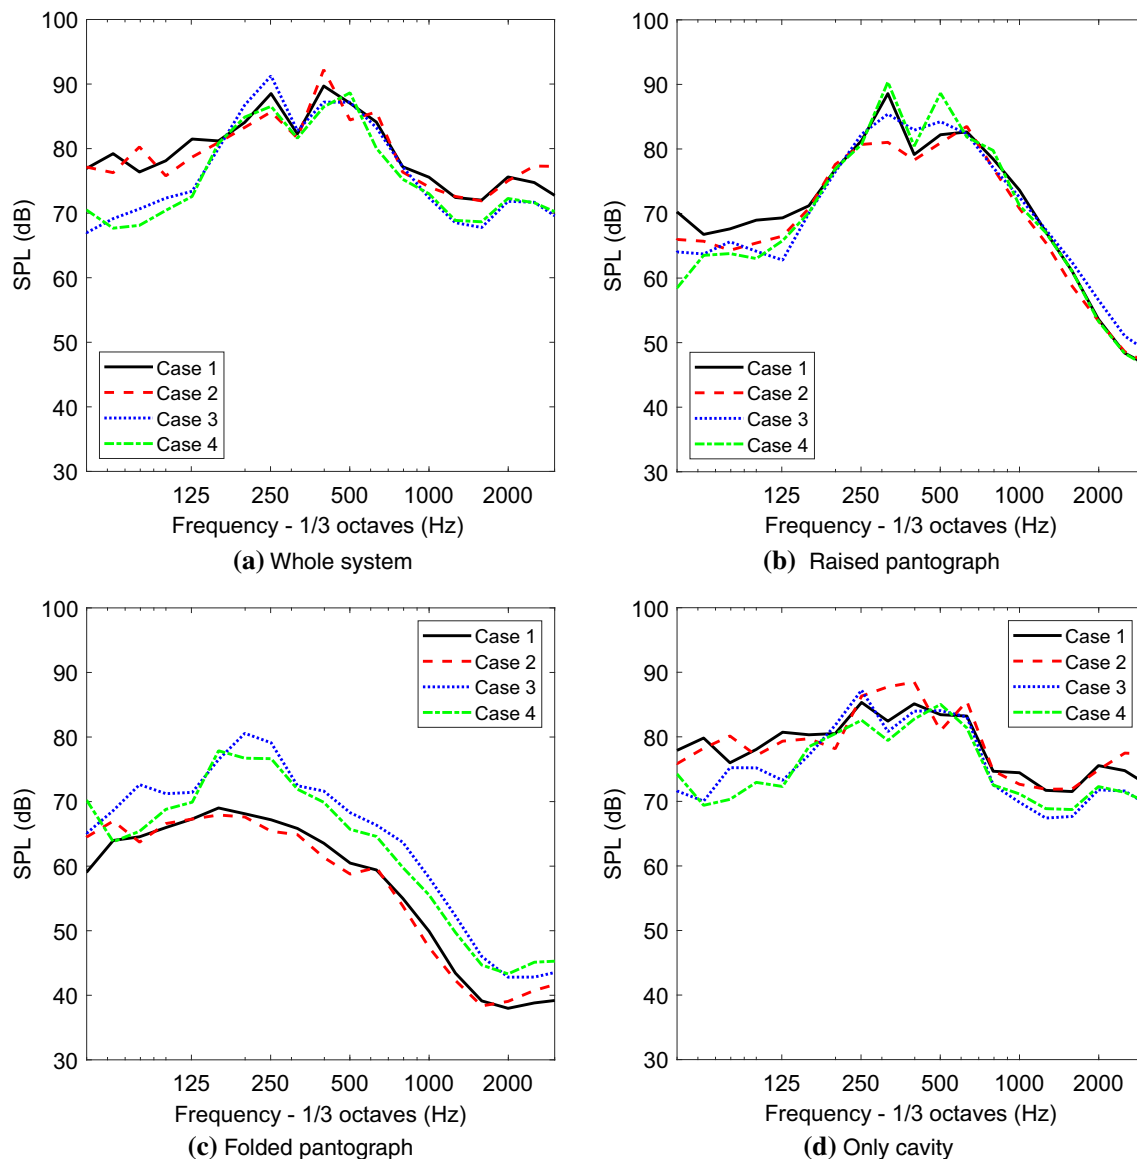 100
90
80
70
60
50
40
30
SPL (dB)
Case 1
Case 2
Case 3
Case 4
125 250 500 1000 2000
Frequency - 1/3 octaves (Hz)
(a) Whole system
100
90
80
70
60
50
40
30
SPL (dB)
Case 1
Case 2
Case 3
Case 4
125 250 500 1000 2000
Frequency - 1/3 octaves (Hz)
(b) Raised pantograph
100
90
80
70
60
50
40
30
SPL (dB)
Case 1
Case 2
Case 3
Case 4
125 250 500 1000 2000
Frequency - 1/3 octaves (Hz)
(c) Folded pantograph
100
90
80
70
60
50
40
30
SPL (dB)
Case 1
Case 2
Case 3
Case 4
125 250 500 1000 2000
Frequency - 1/3 octaves (Hz)
(d) Only cavity